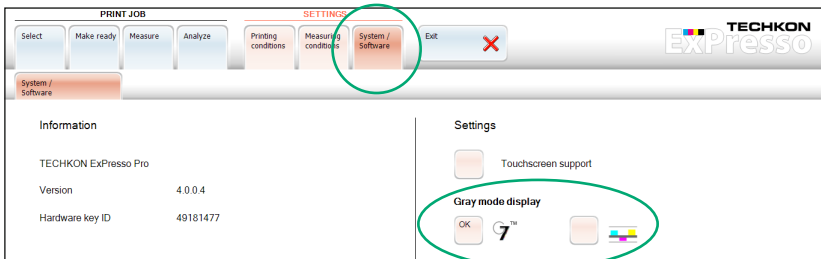 PRINT JOB
SETTINGS
Select
Make ready
Measure
Analyze
Printing
conditions
Measuring
conditions
System /
Software
Exit
TECHKON
ExPresso
System /
Software
Information
TECHKON ExPresso Pro
Version 4.0.0.4
Hardware key ID 49181477
Settings
Touchscreen support
Gray mode display
OK
G7™